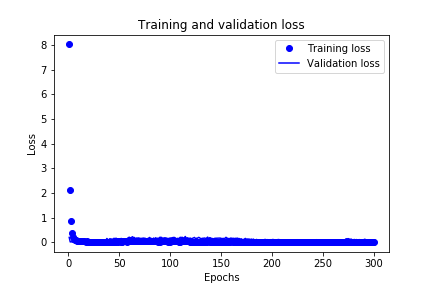 Training and validation loss
Training loss
Validation loss
8
7
6
5
4
3
2
1
0
Loss
0 50 100 150 200 250 300
Epochs